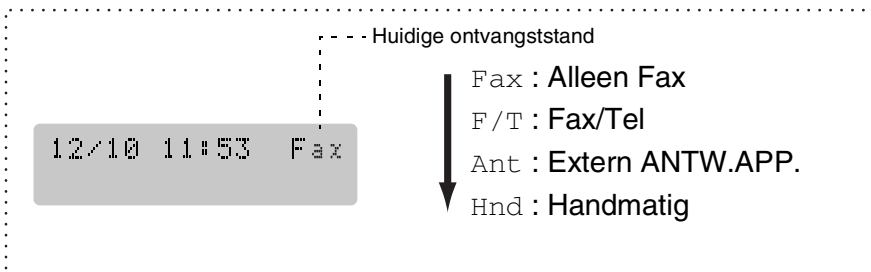 Huidige ontvangststand
12/10 11:53 Fax
Fax : Alleen Fax
F/T : Fax/Tel
Ant : Extern ANTW.APP.
Hnd : Handmatig